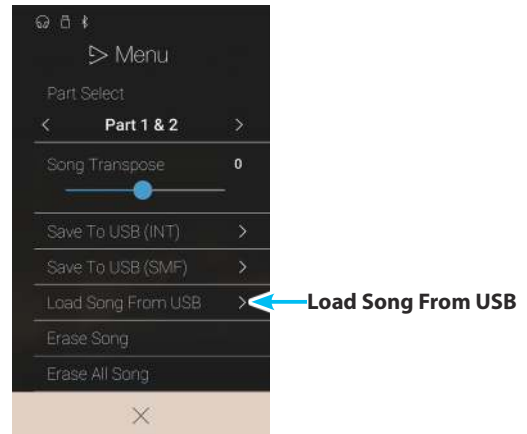 Menu
Part Select
Part 1 & 2
Song Transpose 0
Save To USB (INT)
Save To USB (SMF)
Load Song From USB Load Song From USB
Erase Song
Erase All Song